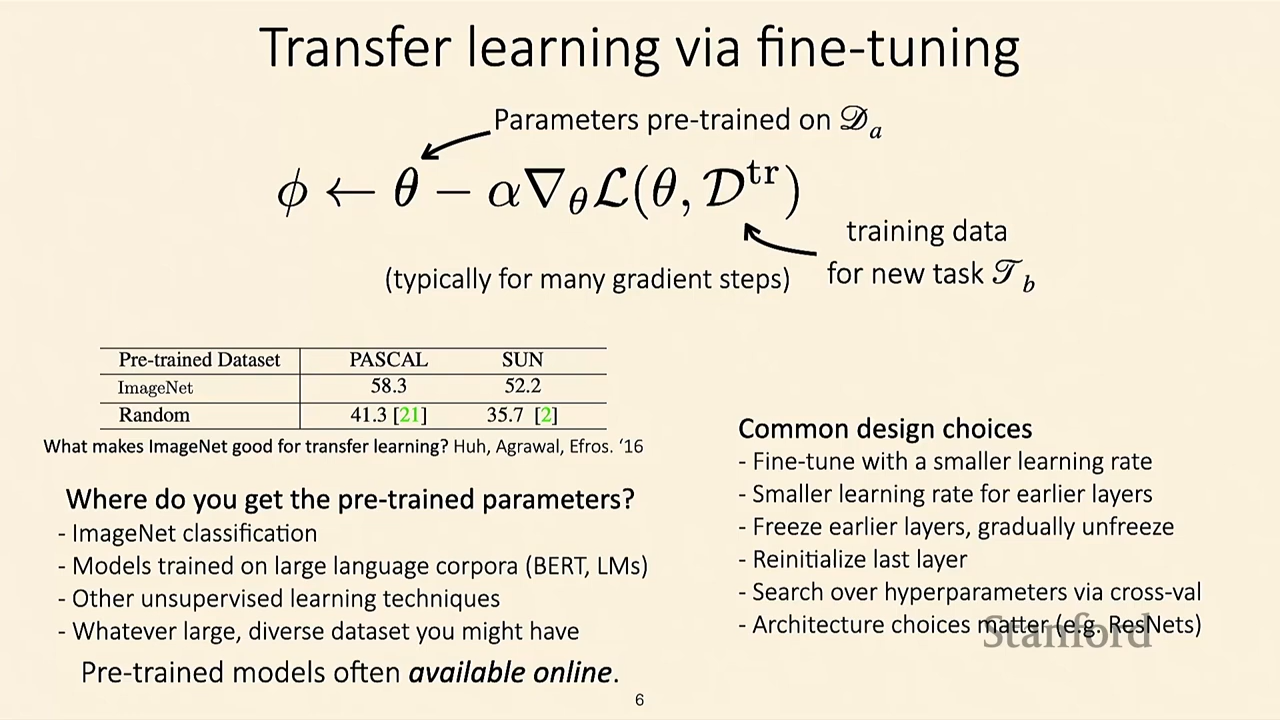 Transfer learning via fine-tuning
Parameters pre-trained on 𝒟a
ϕ ← θ − α∇θℒ(θ, 𝒟^tr)
training data
for new task 𝒯b
(typically for many gradient steps)
Pre-trained Dataset PASCAL SUN
ImageNet 58.3 52.2
Random 41.3 [21] 35.7 [2]
What makes ImageNet good for transfer learning? Huh, Agrawal, Efros. ‘16
Where do you get the pre-trained parameters?
- ImageNet classification
- Models trained on large language corpora (BERT, LMs)
- Other unsupervised learning techniques
- Whatever large, diverse dataset you might have
Pre-trained models often available online.
Common design choices
- Fine-tune with a smaller learning rate
- Smaller learning rate for earlier layers
- Freeze earlier layers, gradually unfreeze
- Reinitialize last layer
- Search over hyperparameters via cross-val
- Architecture choices matter (e.g. ResNets)
Stanford
6